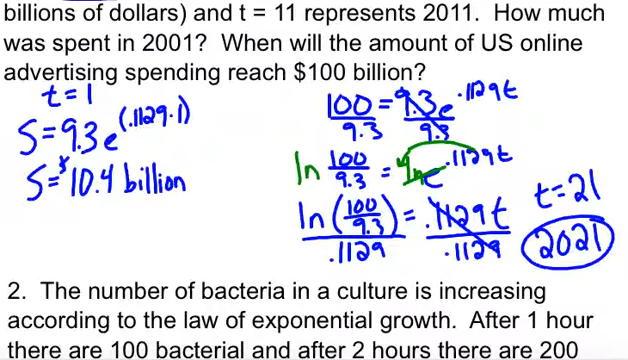 billions of dollars) and t = 11 represents 2011. How much
was spent in 2001? When will the amount of US online
advertising spending reach $100 billion?
t=1
S=9.3e^(.1129·1)
S=$10.4 billion
100/9.3 = 9.3e^.1129t/9.3
ln 100/9.3 = ln e^.1129t
ln(100/9.3)/.1129 = .1129t/.1129
t=21
2021
2. The number of bacteria in a culture is increasing
according to the law of exponential growth. After 1 hour
there are 100 bacterial and after 2 hours there are 200